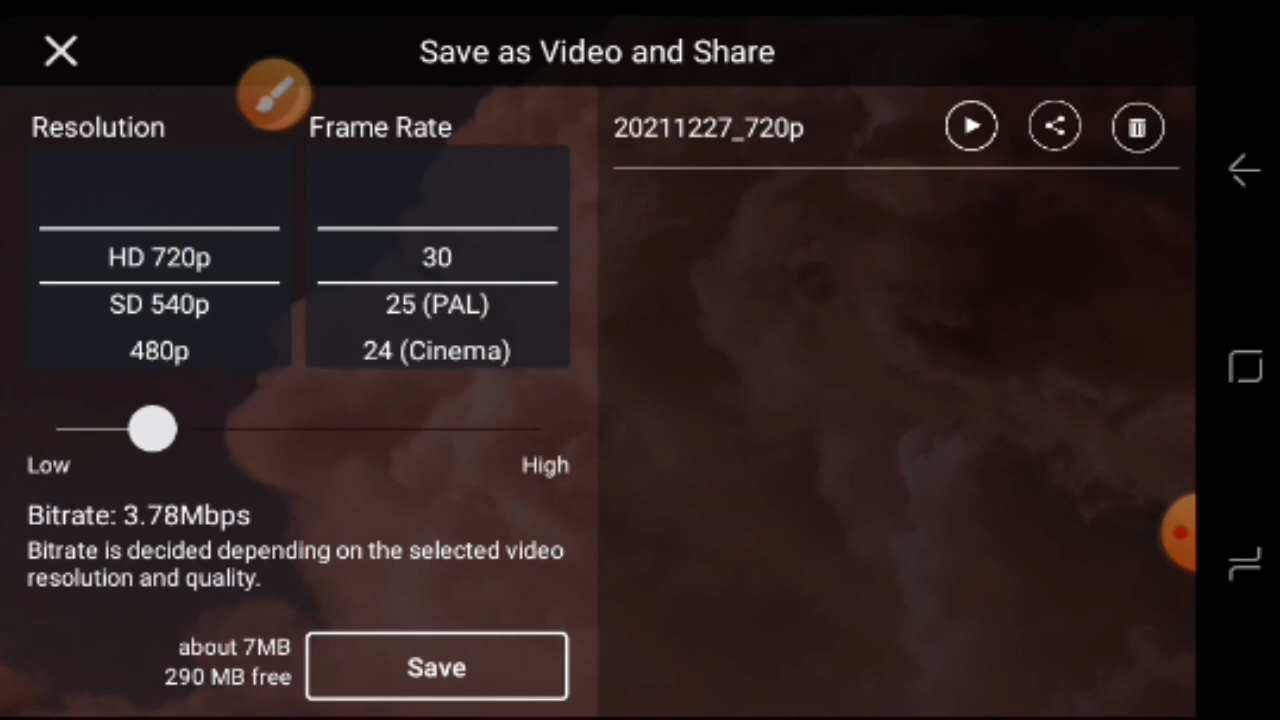 Save as Video and Share
Resolution
Frame Rate
20211227_720p
HD 720p
30
SD 540p
25 (PAL)
480p
24 (Cinema)
Low
High
Bitrate: 3.78Mbps
Bitrate is decided depending on the selected video
resolution and quality.
about 7MB
290 MB free
Save